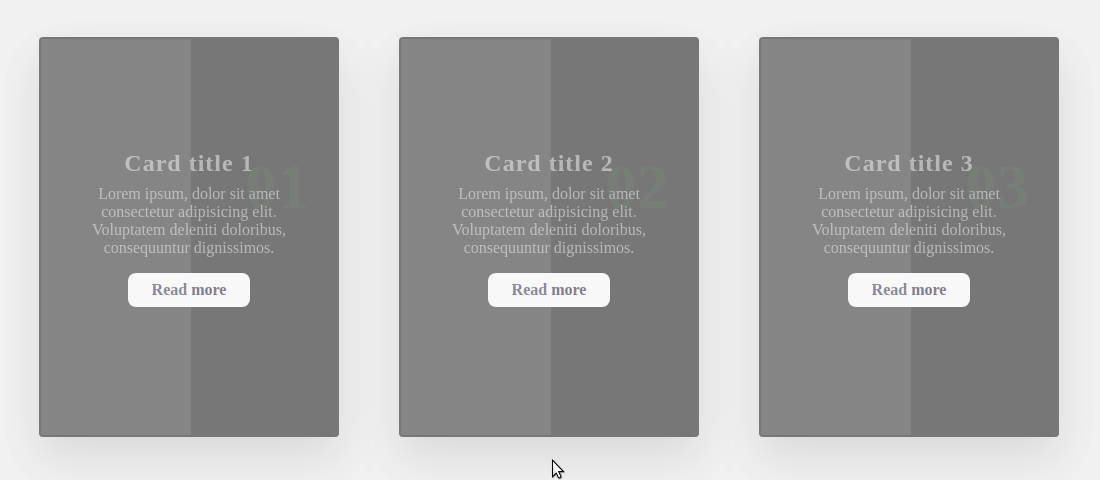 Card title 1
01
Lorem ipsum, dolor sit amet
consectetur adipisicing elit.
Voluptatem deleniti doloribus,
consequuntur dignissimos.
Read more
Card title 2
02
Lorem ipsum, dolor sit amet
consectetur adipisicing elit.
Voluptatem deleniti doloribus,
consequuntur dignissimos.
Read more
Card title 3
03
Lorem ipsum, dolor sit amet
consectetur adipisicing elit.
Voluptatem deleniti doloribus,
consequuntur dignissimos.
Read more